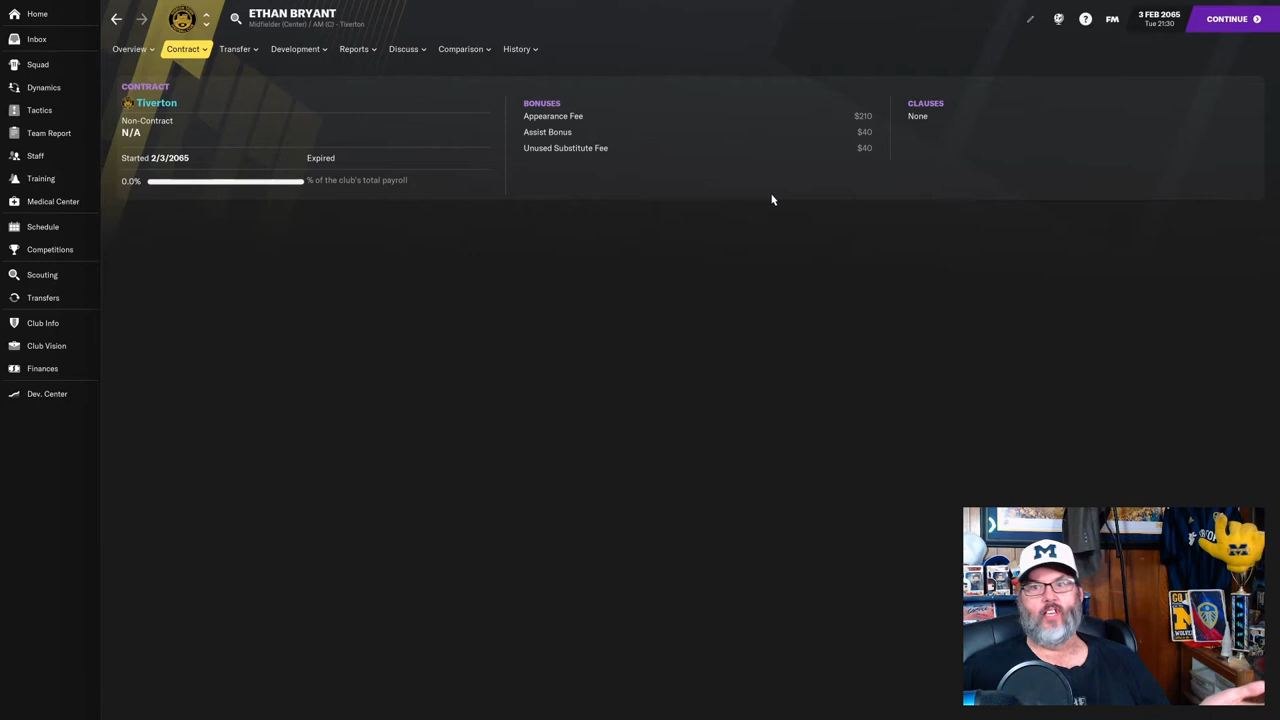 Home
Inbox
Squad
Dynamics
Tactics
Team Report
Staff
Training
Medical Center
Schedule
Competitions
Scouting
Transfers
Club Info
Club Vision
Finances
Dev. Center
ETHAN BRYANT
Midfielder (Center) / AM (C) - Tiverton
FM
3 FEB 2065
Tue 21:30
CONTINUE
Overview
Contract
Transfer
Development
Reports
Discuss
Comparison
History
CONTRACT
Tiverton
Non-Contract
N/A
Started 2/3/2065
Expired
0.0%
% of the club's total payroll
BONUSES
Appearance Fee $210
Assist Bonus $40
Unused Substitute Fee $40
CLAUSES
None
M
M